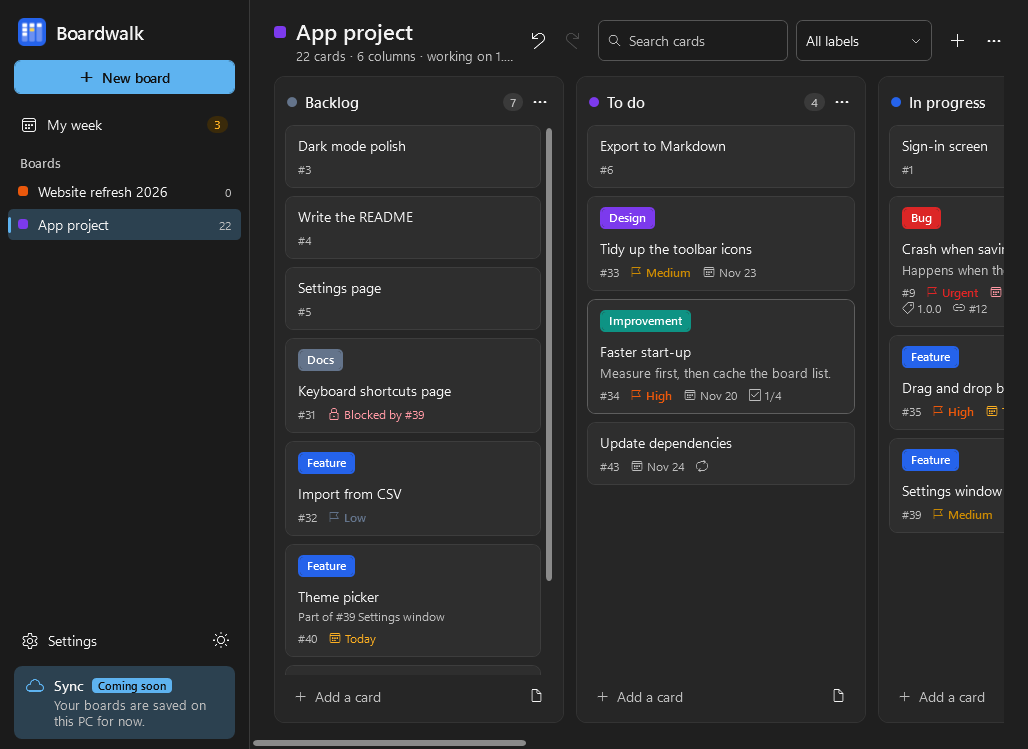 Boardwalk
New board
My week 3
Boards
Website refresh 2026 0
App project 22
Settings
Sync Coming soon
Your boards are saved on
this PC for now.
App project
22 cards · 6 columns · working on 1....
Search cards
All labels
Backlog 7
Dark mode polish
#3
Write the README
#4
Settings page
#5
Docs
Keyboard shortcuts page
#31 Blocked by #39
Feature
Import from CSV
#32 Low
Feature
Theme picker
Part of #39 Settings window
#40 Today
Add a card
To do 4
Export to Markdown
#6
Design
Tidy up the toolbar icons
#33 Medium Nov 23
Improvement
Faster start-up
Measure first, then cache the board list.
#34 High Nov 20 1/4
Update dependencies
#43 Nov 24
Add a card
In progress
Sign-in screen
#1
Bug
Crash when savin
Happens when the
#9 Urgent
1.0.0 #12
Feature
Drag and drop b
#35 High
Feature
Settings window
#39 Medium
Add a card